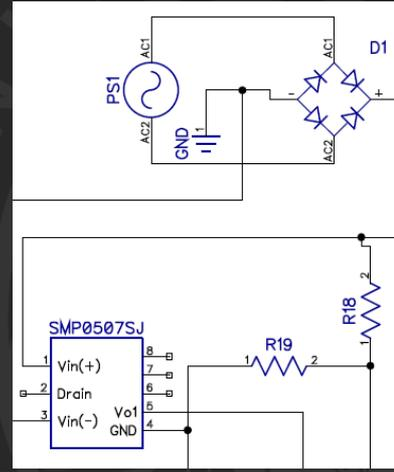 AC1
AC1
D1
PS1
-
+
AC2
GND
1
AC2
2
R18
SMP0507SJ
R19
1
1 Vin(+)
8
1
2
7
2 Drain
6
3 Vin(-)
Vo1 5
GND 4